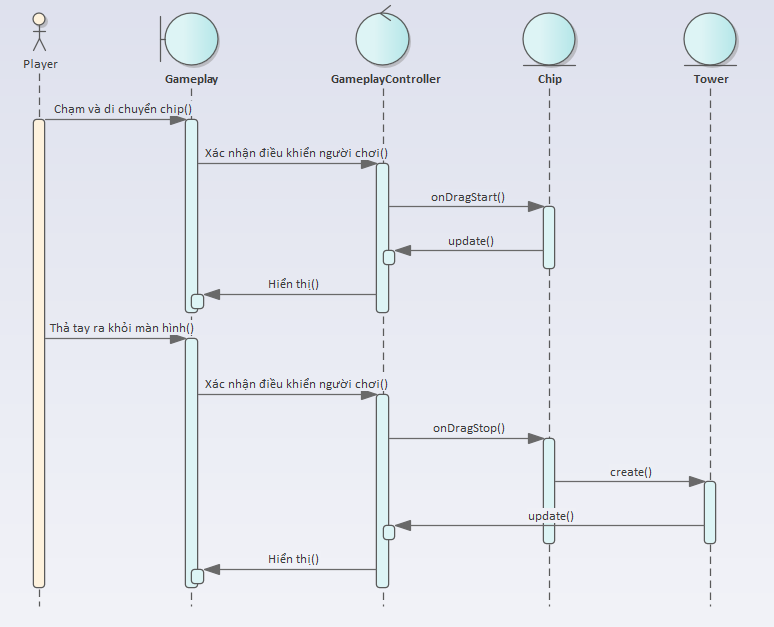 Player
Gameplay
GameplayController
Chip
Tower
Chạm và di chuyển chip()
Xác nhận điều khiển người chơi()
onDragStart()
update()
Hiển thị()
Thả tay ra khỏi màn hình()
Xác nhận điều khiển người chơi()
onDragStop()
create()
update()
Hiển thị()